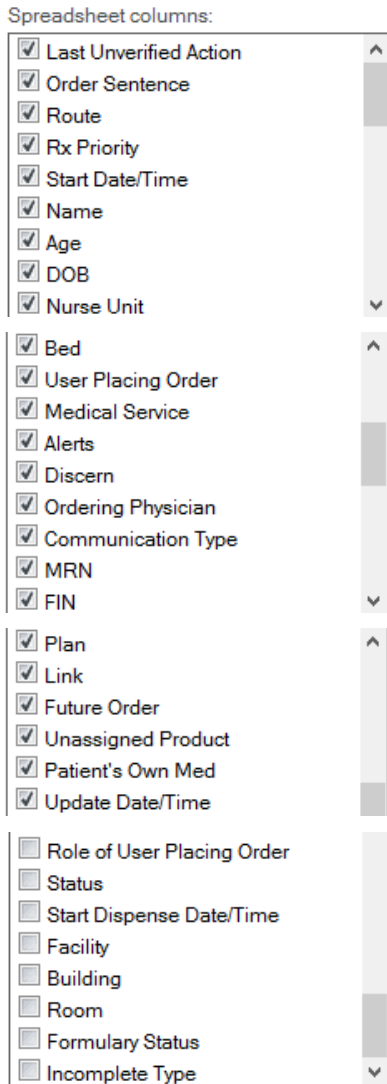 Spreadsheet columns:
Last Unverified Action
Order Sentence
Route
Rx Priority
Start Date/Time
Name
Age
DOB
Nurse Unit
Bed
User Placing Order
Medical Service
Alerts
Discern
Ordering Physician
Communication Type
MRN
FIN
Plan
Link
Future Order
Unassigned Product
Patient's Own Med
Update Date/Time
Role of User Placing Order
Status
Start Dispense Date/Time
Facility
Building
Room
Formulary Status
Incomplete Type